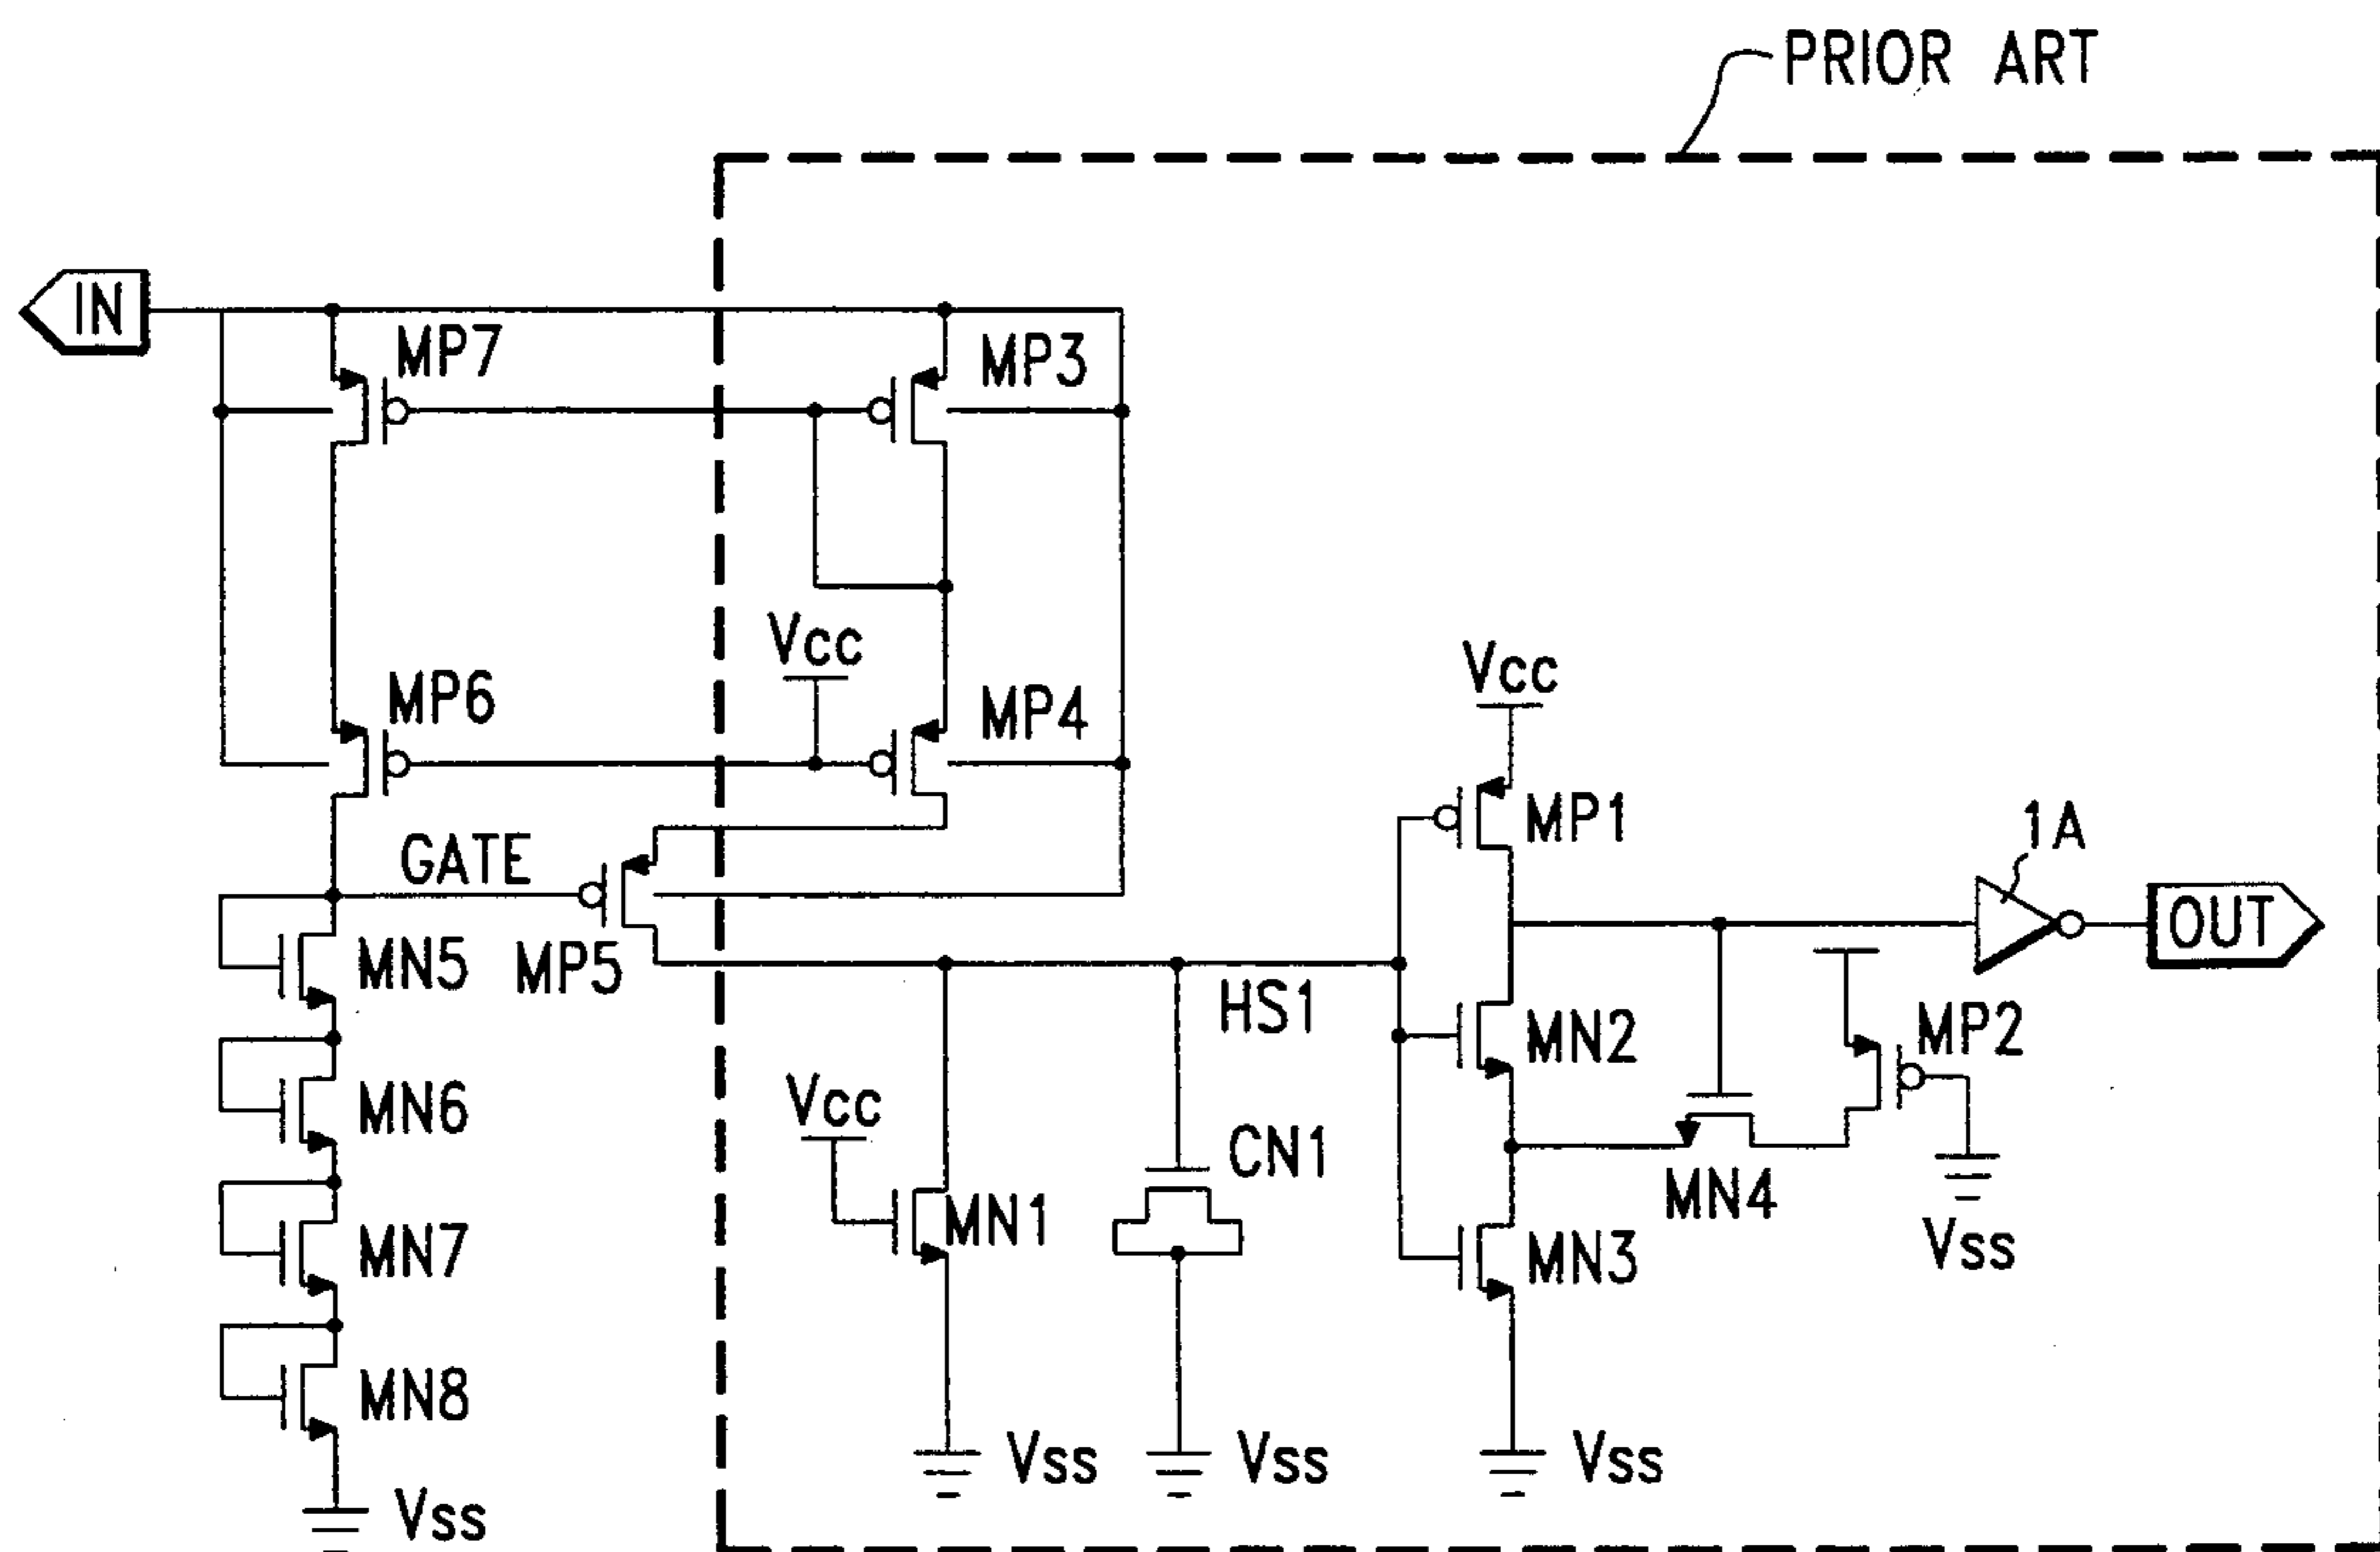 PRIOR ART
IN
MP7
MP3
Vcc
MP6
MP4
Vcc
MP1
1A
GATE
OUT
MN5
MP5
HS1
MN2
MP2
Vcc
MN6
CN1
MN4
MN7
MN1
MN3
Vss
MN8
Vss
Vss
Vss
Vss